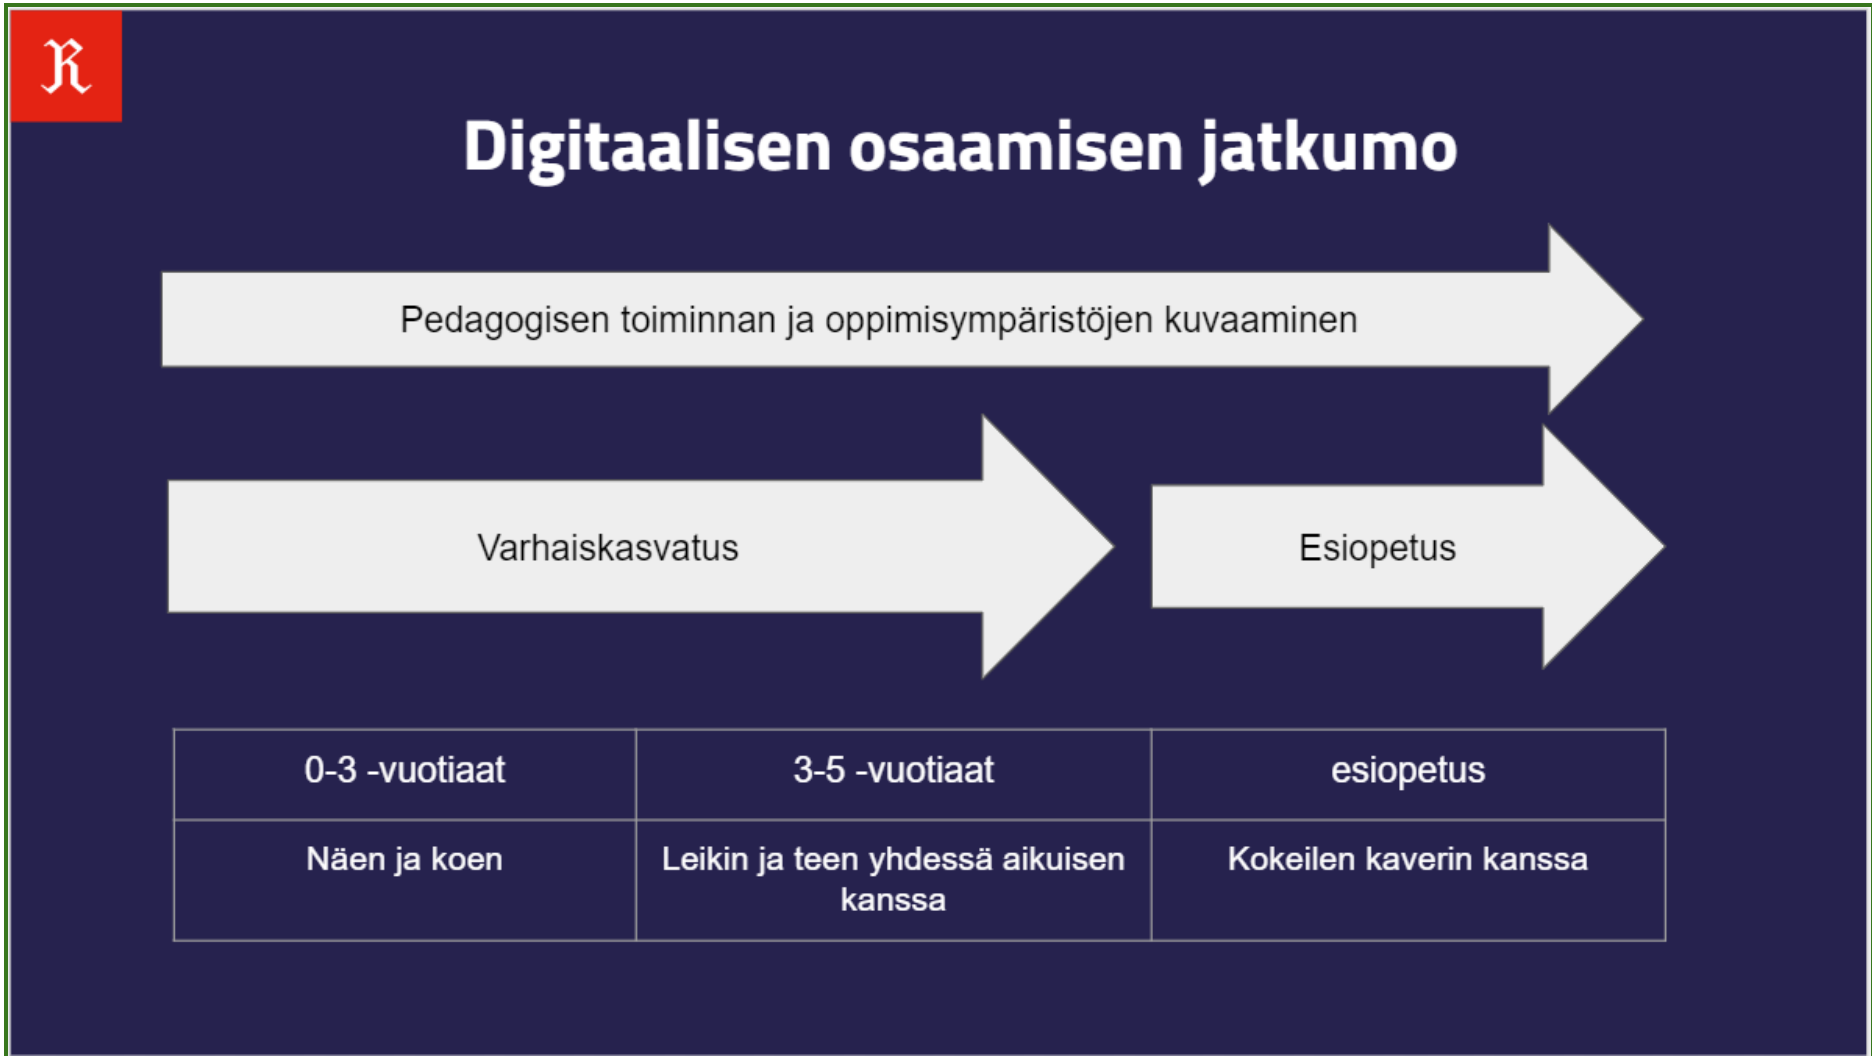 R
Digitaalisen osaamisen jatkumo
Pedagogisen toiminnan ja oppimisympäristöjen kuvaaminen
Varhaiskasvatus
Esiopetus
0-3 -vuotiaat
3-5 -vuotiaat
esiopetus
Näen ja koen
Leikin ja teen yhdessä aikuisen
kanssa
Kokeilen kaverin kanssa